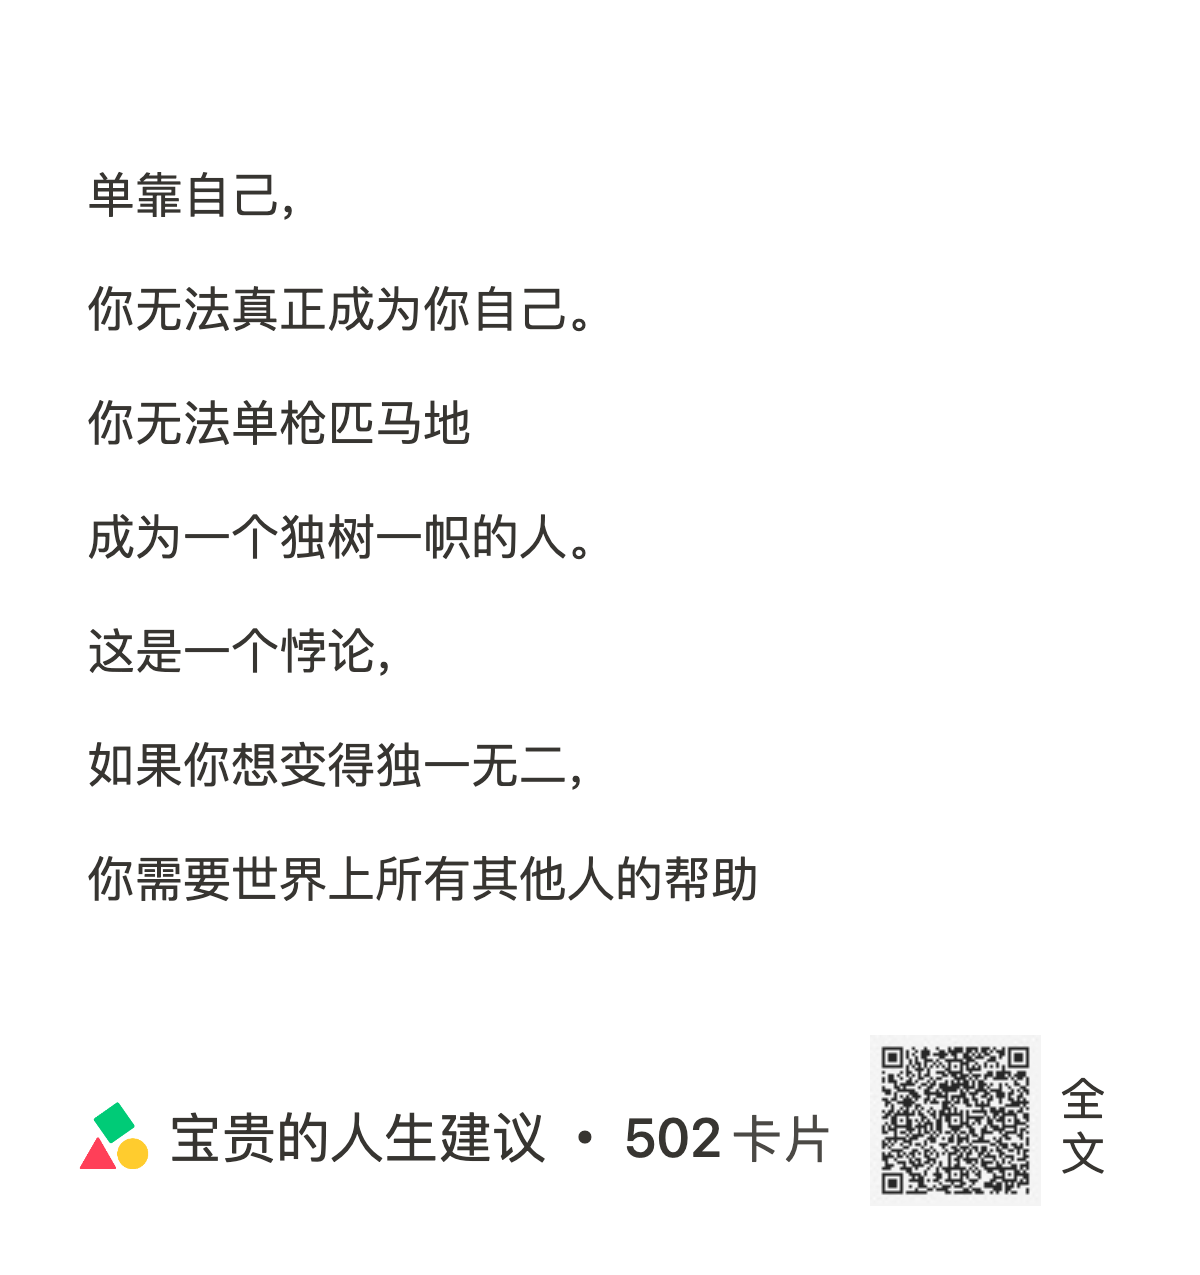 单靠自己，
你无法真正成为你自己。
你无法单枪匹马地
成为一个独树一帜的人。
这是一个悖论，
如果你想变得独一无二，
你需要世界上所有其他人的帮助
宝贵的人生建议 • 502 卡片
全文